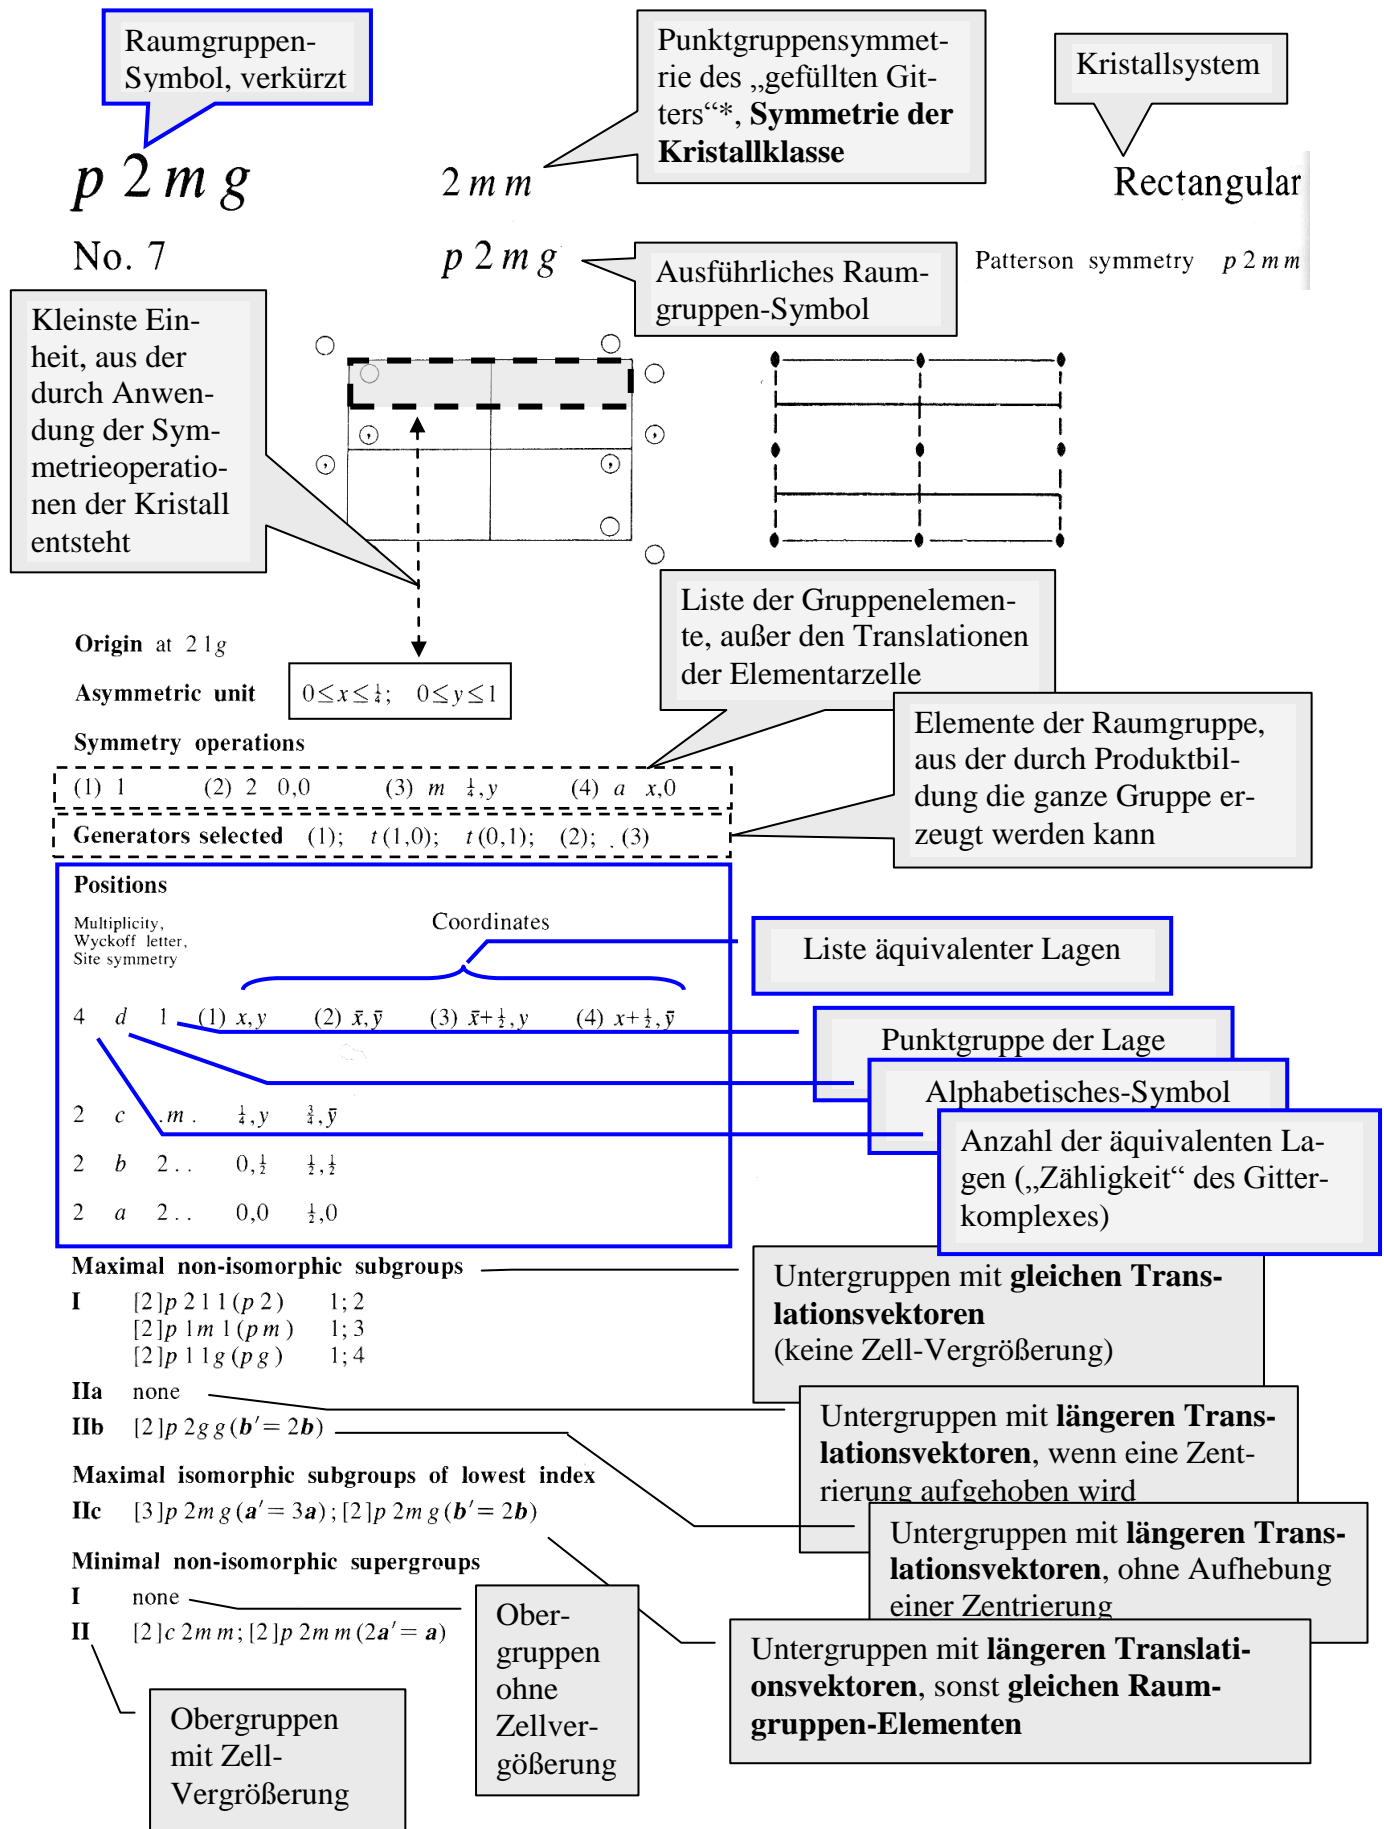 Raumgruppen-
Symbol, verkürzt
Punktgruppensymmet-
rie des „gefüllten Git-
ters“*, Symmetrie der
Kristallklasse
Kristallsystem
p 2 m g
2 m m
Rectangular
No. 7
p 2 m g
Patterson symmetry p 2 m m
Ausführliches Raum-
gruppen-Symbol
Kleinste Ein-
heit, aus der
durch Anwen-
dung der Sym-
metrieoperatio-
nen der Kristall
entsteht
Liste der Gruppenelemen-
te, außer den Translationen
der Elementarzelle
Origin at 2 1 g
Asymmetric unit 0≤x≤¼; 0≤y≤1
Elemente der Raumgruppe,
aus der durch Produktbil-
dung die ganze Gruppe er-
zeugt werden kann
Symmetry operations
(1) 1 (2) 2 0,0 (3) m ¼,y (4) a x,0
Generators selected (1); t(1,0); t(0,1); (2); (3)
Positions
Multiplicity,
Wyckoff letter,
Site symmetry
Coordinates
Liste äquivalenter Lagen
4 d 1 (1) x,y (2) x̄,ȳ (3) x̄+½,y (4) x+½,ȳ
Punktgruppe der Lage
Alphabetisches-Symbol
Anzahl der äquivalenten La-
gen („Zähligkeit“ des Gitter-
komplexes)
2 c .m. ¼,y ¾,ȳ
2 b 2.. 0,½ ½,½
2 a 2.. 0,0 ½,0
Maximal non-isomorphic subgroups
I [2]p 2 1 1 (p 2) 1; 2
[2]p 1 m 1 (p m) 1; 3
[2]p 1 1 g (p g) 1; 4
Untergruppen mit gleichen Trans-
lationsvektoren
(keine Zell-Vergrößerung)
IIa none
IIb [2]p 2 g g (b′ = 2b)
Untergruppen mit längeren Trans-
lationsvektoren, wenn eine Zent-
rierung aufgehoben wird
Maximal isomorphic subgroups of lowest index
IIc [3]p 2 m g (a′ = 3a); [2]p 2 m g (b′ = 2b)
Untergruppen mit längeren Trans-
lationsvektoren, ohne Aufhebung
einer Zentrierung
Minimal non-isomorphic supergroups
I none
II [2]c 2 m m; [2]p 2 m m (2a′ = a)
Ober-
gruppen
ohne
Zellver-
gößerung
Untergruppen mit längeren Translati-
onsvektoren, sonst gleichen Raum-
gruppen-Elementen
Obergruppen
mit Zell-
Vergrößerung